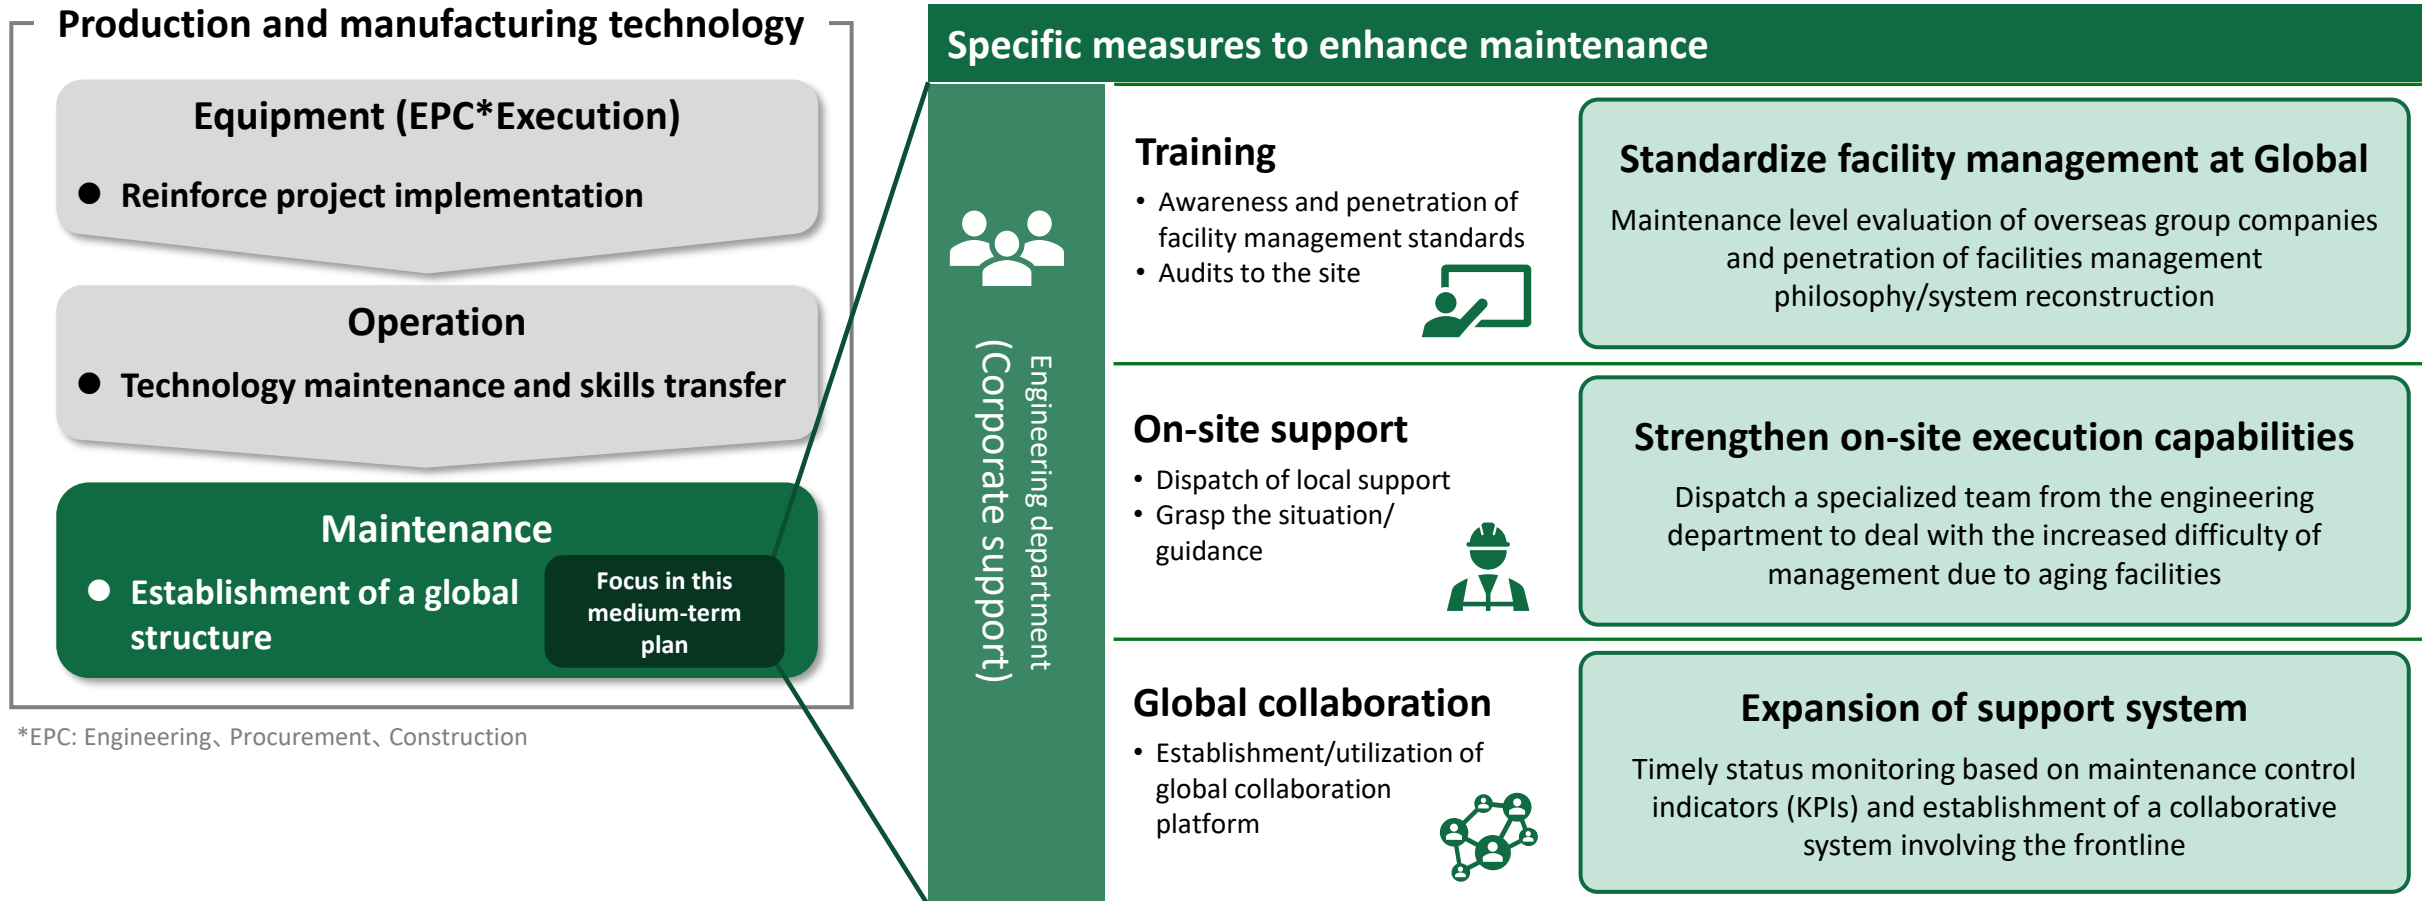 Production and manufacturing technology
Equipment (EPC*Execution)
● Reinforce project implementation
Operation
● Technology maintenance and skills transfer
Maintenance
● Establishment of a global
structure
Focus in this
medium-term
plan
*EPC: Engineering、Procurement、Construction
Specific measures to enhance maintenance
Engineering department
(Corporate support)
Training
• Awareness and penetration of
facility management standards
• Audits to the site
Standardize facility management at Global
Maintenance level evaluation of overseas group companies
and penetration of facilities management
philosophy/system reconstruction
On-site support
• Dispatch of local support
• Grasp the situation/
guidance
Strengthen on-site execution capabilities
Dispatch a specialized team from the engineering
department to deal with the increased difficulty of
management due to aging facilities
Global collaboration
• Establishment/utilization of
global collaboration
platform
Expansion of support system
Timely status monitoring based on maintenance control
indicators (KPIs) and establishment of a collaborative
system involving the frontline